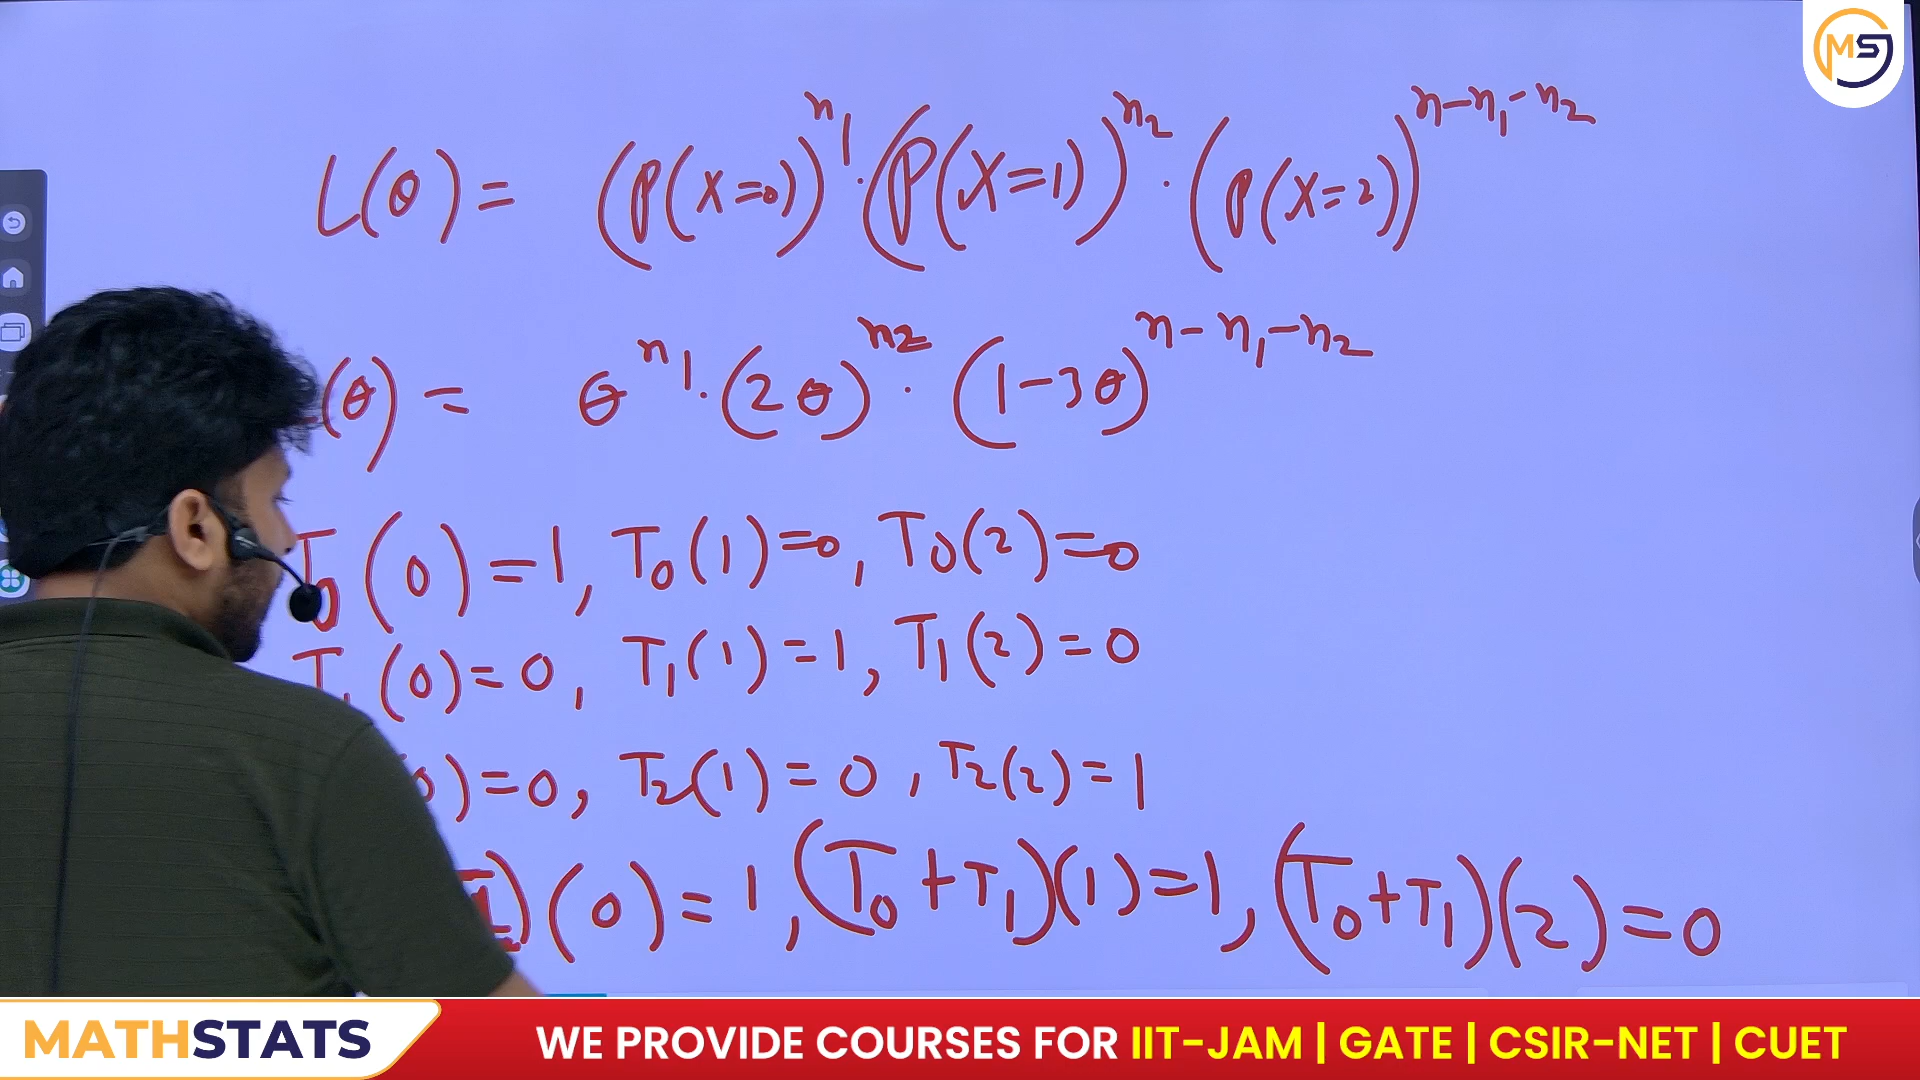 MS
L(θ) = (P(X=0))^n₁ · (P(X=1))^n₂ · (P(X=2))^n-n₁-n₂
(θ) = θ^n₁ · (2θ)^n₂ · (1-3θ)^n-n₁-n₂
T₀(0) = 1, T₀(1) = 0, T₀(2) = 0
T₁(0) = 0, T₁(1) = 1, T₁(2) = 0
0) = 0, T₂(1) = 0, T₂(2) = 1
)(0) = 1, (T₀+T₁)(1) = 1, (T₀+T₁)(2) = 0
MATHSTATS
WE PROVIDE COURSES FOR IIT-JAM | GATE | CSIR-NET | CUET